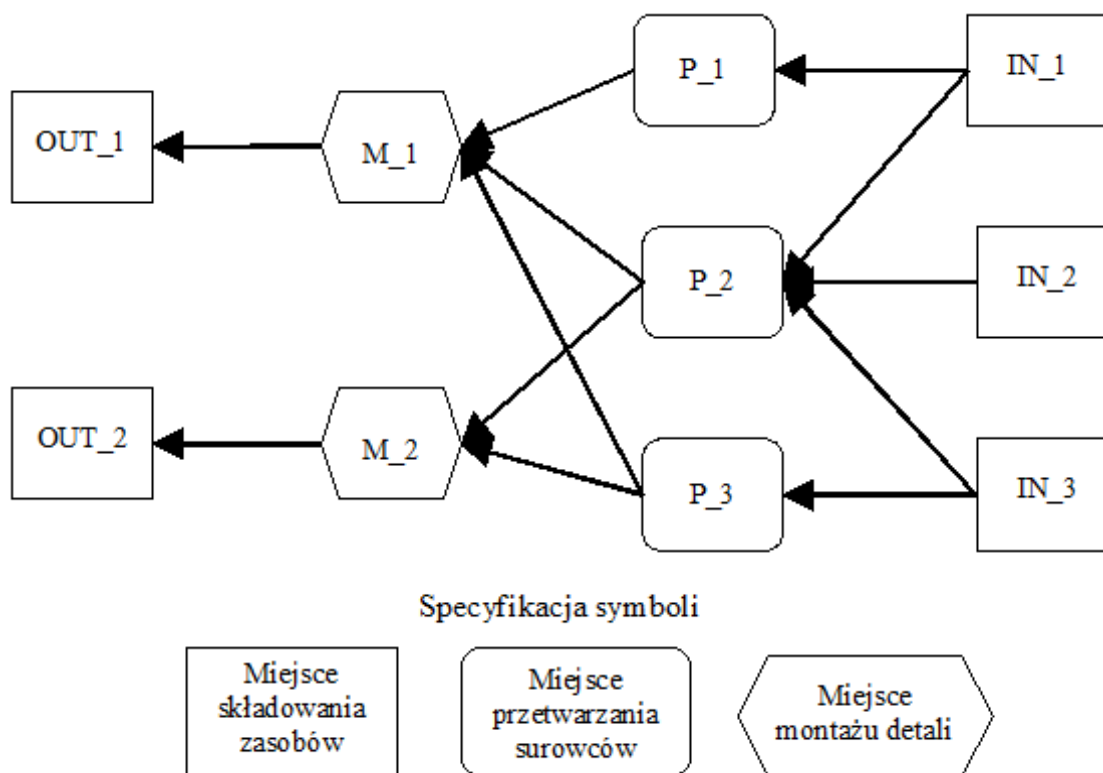 P_1
IN_1
OUT_1
M_1
P_2
IN_2
OUT_2
M_2
P_3
IN_3
Specyfikacja symboli
Miejsce
składowania
zasobów
Miejsce
przetwarzania
surowców
Miejsce
montażu detali